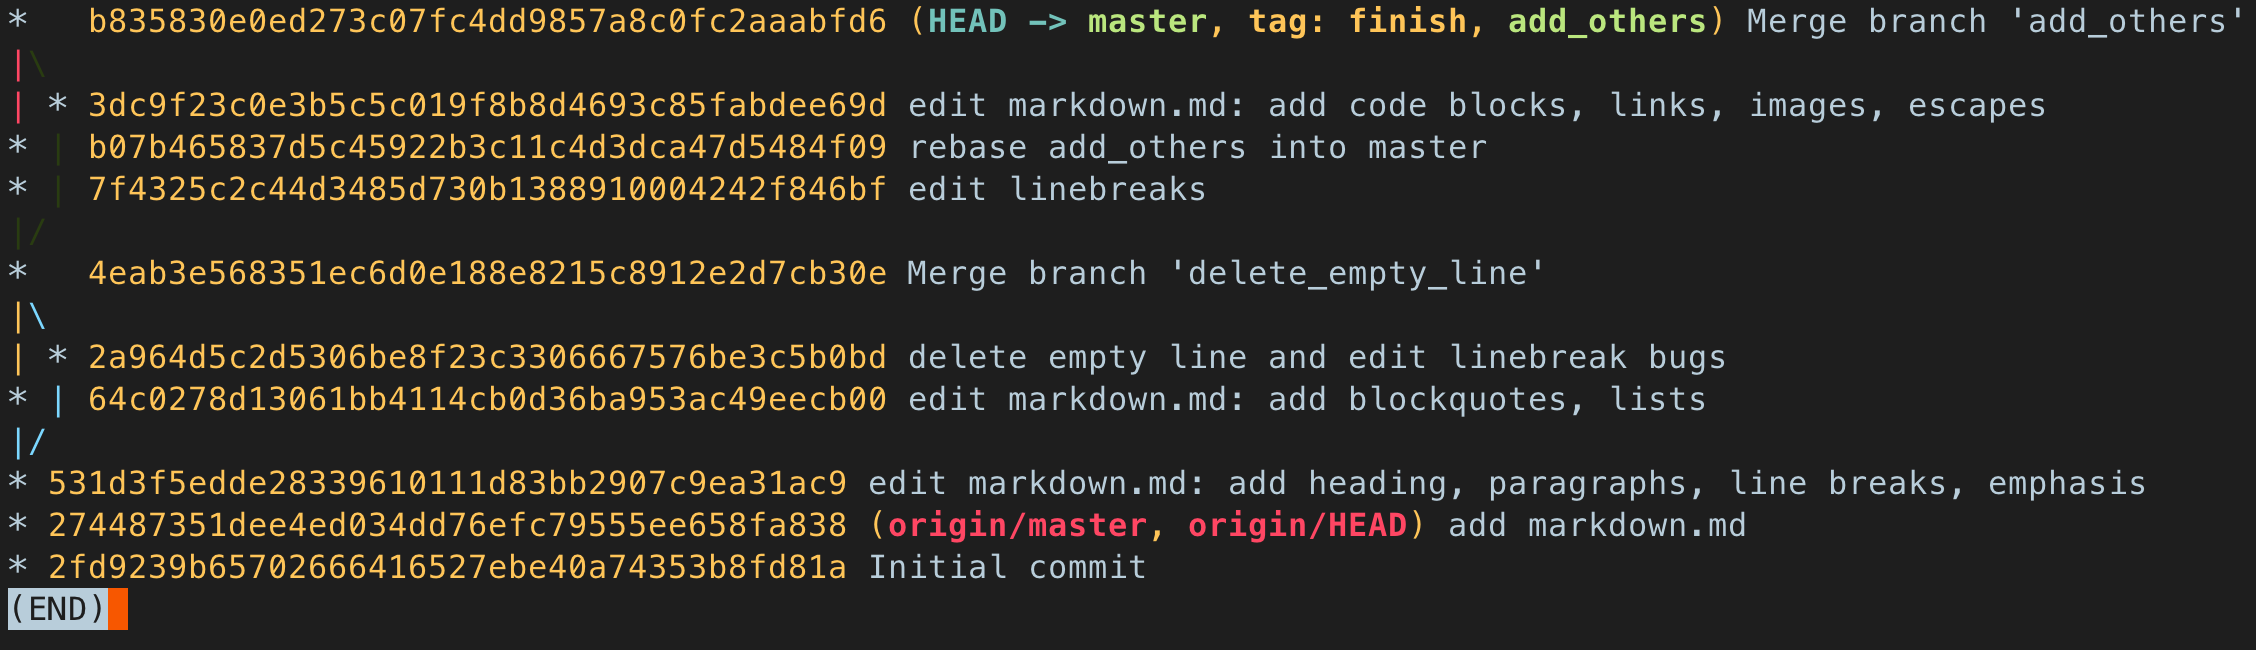 *   b835830e0ed273c07fc4dd9857a8c0fc2aaabfd6 (HEAD -> master, tag: finish, add_others) Merge branch 'add_others'
|\
| * 3dc9f23c0e3b5c5c019f8b8d4693c85fabdee69d edit markdown.md: add code blocks, links, images, escapes
* | b07b465837d5c45922b3c11c4d3dca47d5484f09 rebase add_others into master
* | 7f4325c2c44d3485d730b1388910004242f846bf edit linebreaks
|/
*   4eab3e568351ec6d0e188e8215c8912e2d7cb30e Merge branch 'delete_empty_line'
|\
| * 2a964d5c2d5306be8f23c3306667576be3c5b0bd delete empty line and edit linebreak bugs
* | 64c0278d13061bb4114cb0d36ba953ac49eecb00 edit markdown.md: add blockquotes, lists
|/
* 531d3f5edde28339610111d83bb2907c9ea31ac9 edit markdown.md: add heading, paragraphs, line breaks, emphasis
* 274487351dee4ed034dd76efc79555ee658fa838 (origin/master, origin/HEAD) add markdown.md
* 2fd9239b65702666416527ebe40a74353b8fd81a Initial commit
(END)